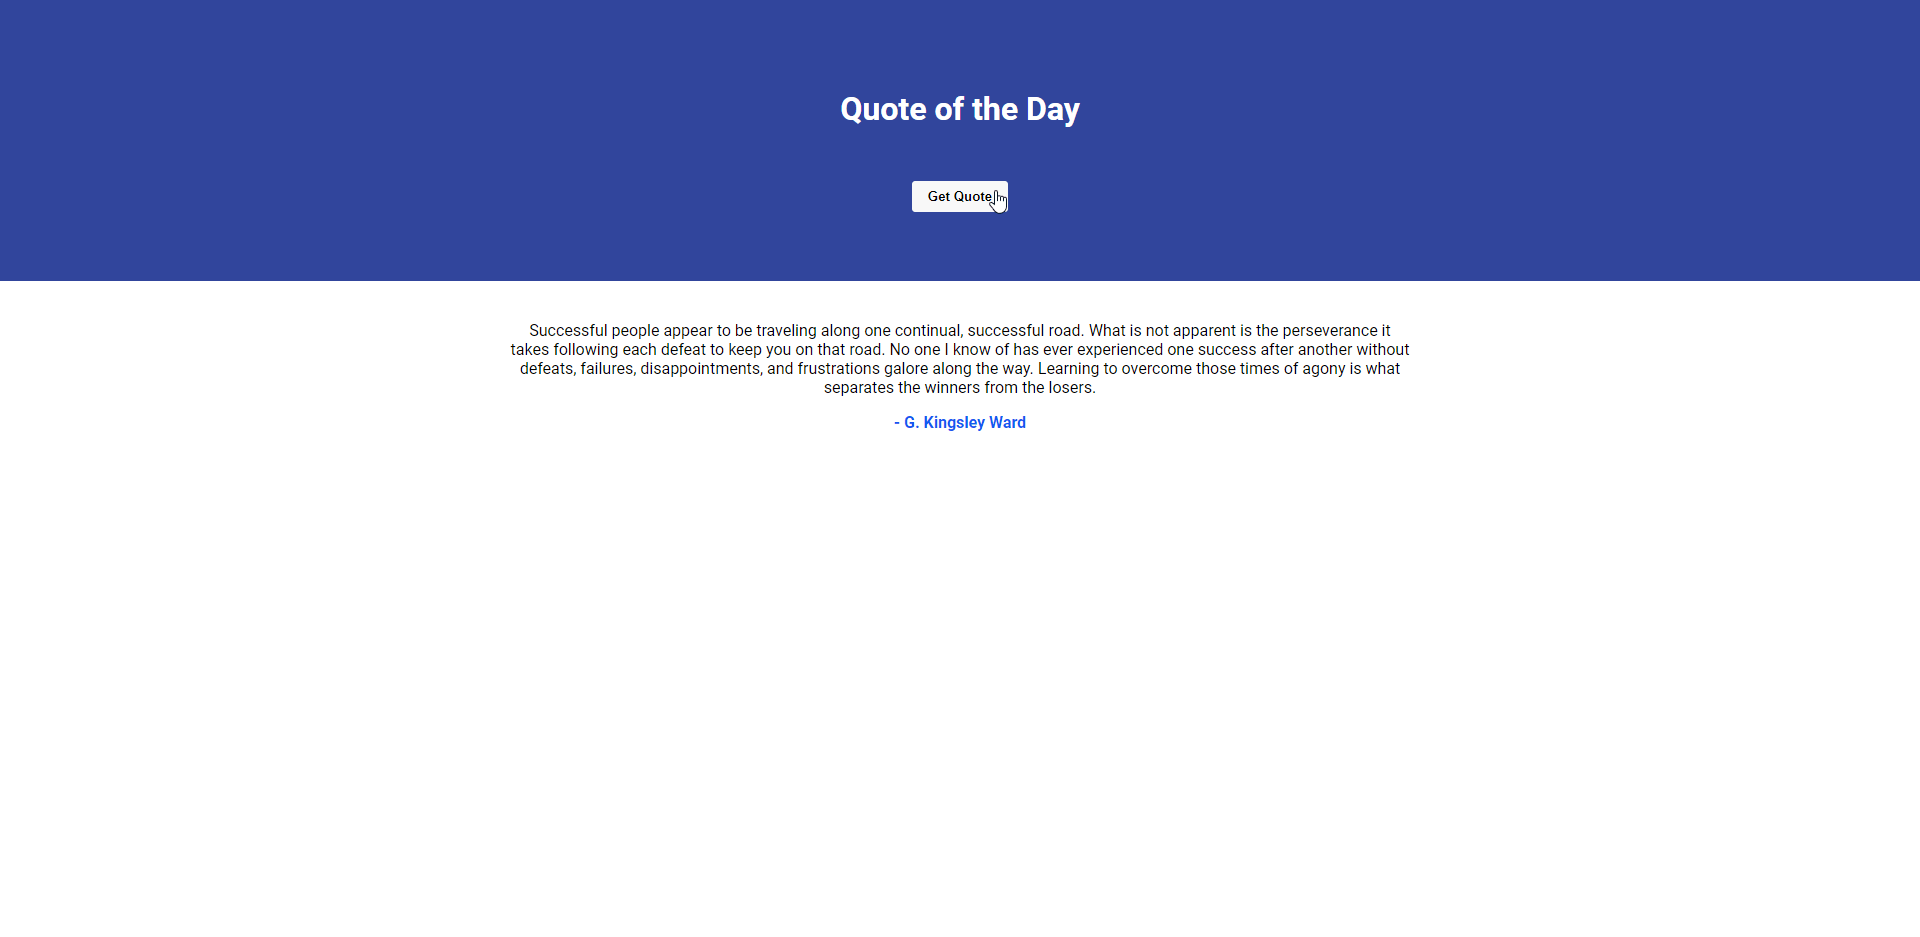 Quote of the Day
Get Quote
Successful people appear to be traveling along one continual, successful road. What is not apparent is the perseverance it
takes following each defeat to keep you on that road. No one I know of has ever experienced one success after another without
defeats, failures, disappointments, and frustrations galore along the way. Learning to overcome those times of agony is what
separates the winners from the losers.
- G. Kingsley Ward